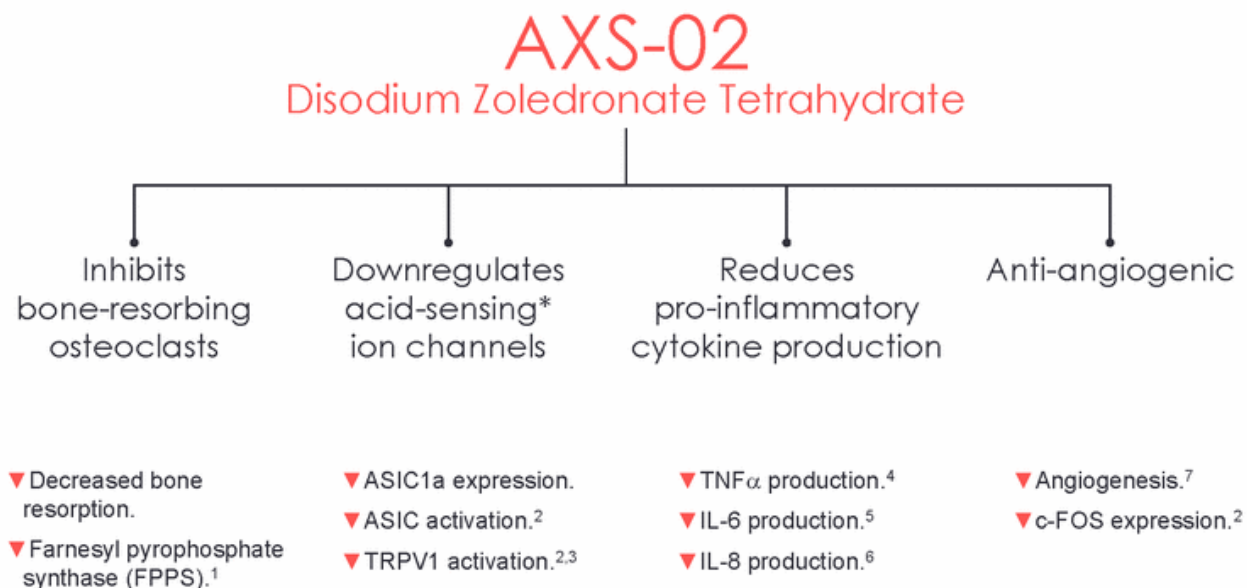 AXS-02
Disodium Zoledronate Tetrahydrate
Inhibits
bone-resorbing
osteoclasts
Downregulates
acid-sensing*
ion channels
Reduces
pro-inflammatory
cytokine production
Anti-angiogenic
▼ Decreased bone
resorption.
▼ Farnesyl pyrophosphate
synthase (FPPS).¹
▼ ASIC1a expression.
▼ ASIC activation.²
▼ TRPV1 activation.²,³
▼ TNFα production.⁴
▼ IL-6 production.⁵
▼ IL-8 production.⁶
▼ Angiogenesis.⁷
▼ c-FOS expression.²